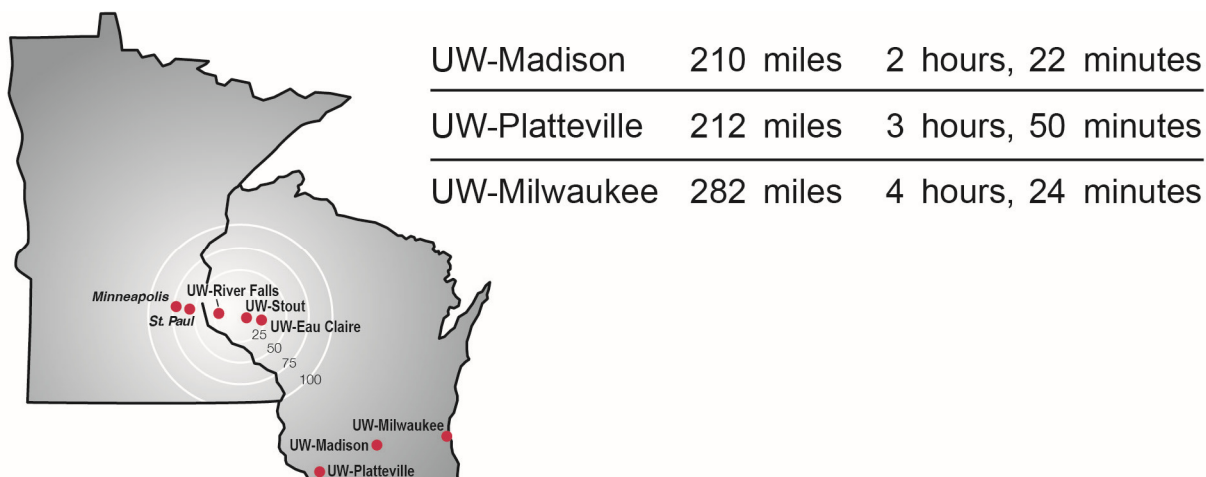 UW-Madison 210 miles 2 hours, 22 minutes
UW-Platteville 212 miles 3 hours, 50 minutes
UW-Milwaukee 282 miles 4 hours, 24 minutes
UW-River Falls
Minneapolis
St. Paul
UW-Stout
UW-Eau Claire
25
50
75
100
UW-Milwaukee
UW-Madison
UW-Platteville